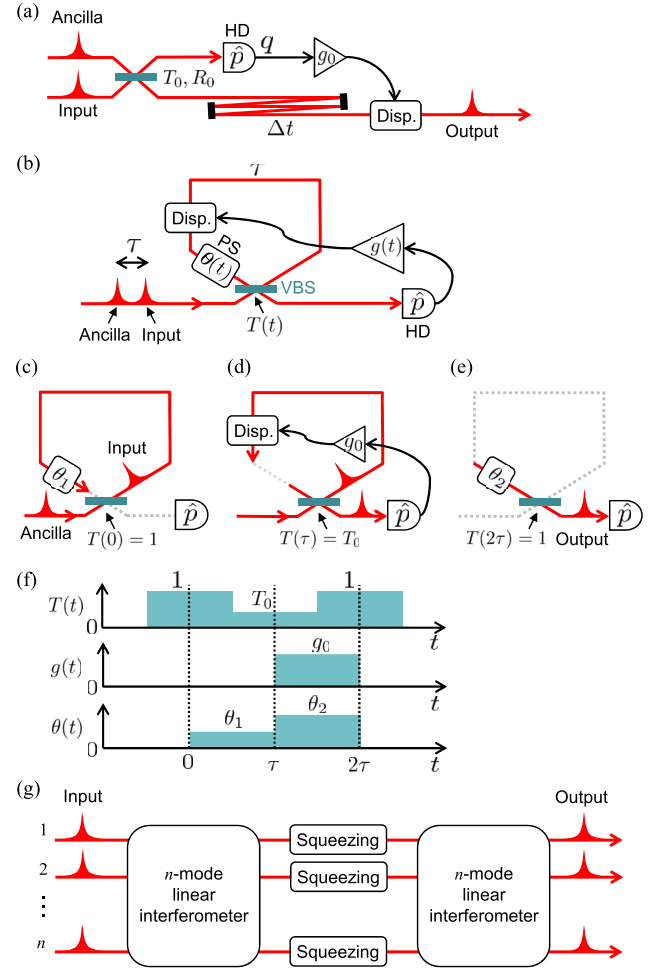 (a)
Ancilla
HD
p̂
q
g₀
T₀, R₀
Input
Δt
Disp.
Output
(b)
τ
Disp.
PS
θ(t)
g(t)
τ
VBS
p̂
T(t)
HD
Ancilla
Input
(c)
(d)
(e)
Input
θ₁
p̂
Ancilla
T(0) = 1
Disp.
g₀
p̂
T(τ) = T₀
θ₂
p̂
T(2τ) = 1
Output
(f)
T(t)
1
T₀
1
0
t
g(t)
g₀
0
t
θ(t)
θ₁
θ₂
0
0
τ
2τ
t
(g)
Input
Output
1
Squeezing
2
Squeezing
n-mode
linear
interferometer
n-mode
linear
interferometer
⋮
n
Squeezing